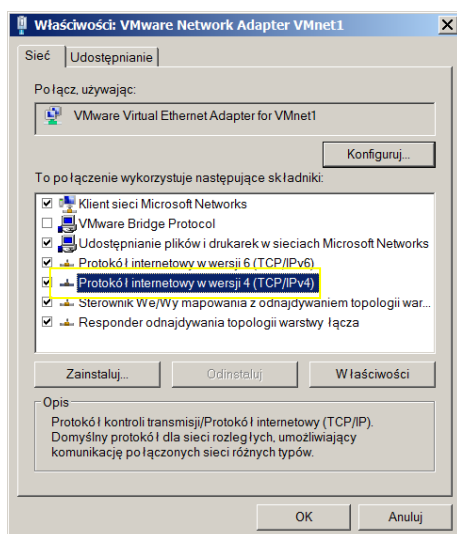 Właściwości: VMware Network Adapter VMnet1
Sieć
Udostępnianie
Połącz, używając:
VMware Virtual Ethernet Adapter for VMnet1
Konfiguruj...
To połączenie wykorzystuje następujące składniki:
Klient sieci Microsoft Networks
VMware Bridge Protocol
Udostępnianie plików i drukarek w sieciach Microsoft Networks
Protokół internetowy w wersji 6 (TCP/IPv6)
Protokół internetowy w wersji 4 (TCP/IPv4)
Sterownik We/Wy mapowania z odnajdywaniem topologii war...
Responder odnajdywania topologii warstwy łącza
Zainstaluj...
Odinstaluj
Właściwości
Opis
Protokół kontroli transmisji/Protokół internetowy (TCP/IP).
Domyślny protokół dla sieci rozległych, umożliwiający
komunikację połączonych sieci różnych typów.
OK
Anuluj